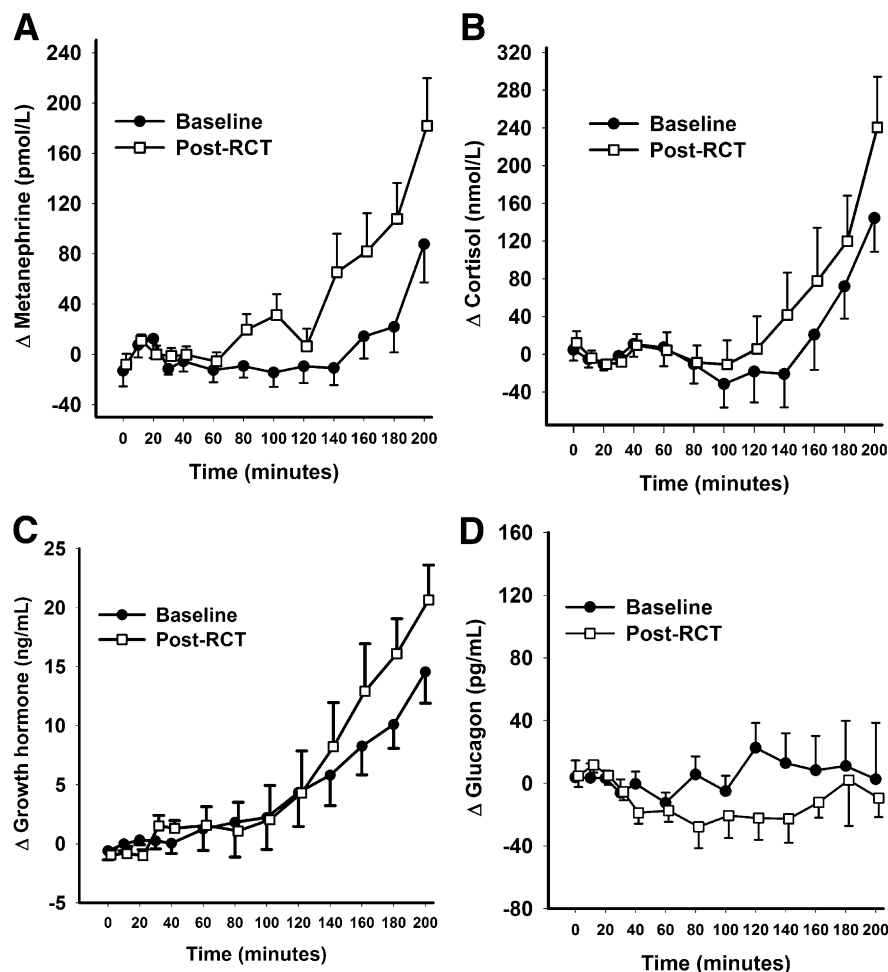 A
240
200
160
120
80
40
0
-40
Δ Metanephrine (pmol/L)
Baseline
Post-RCT
0 20 40 60 80 100 120 140 160 180 200
Time (minutes)
B
320
280
240
200
160
120
80
40
0
-40
Δ Cortisol (nmol/L)
Baseline
Post-RCT
0 20 40 60 80 100 120 140 160 180 200
Time (minutes)
C
25
20
15
10
5
0
-5
Δ Growth hormone (ng/mL)
Baseline
Post-RCT
0 20 40 60 80 100 120 140 160 180 200
Time (minutes)
D
160
120
80
40
0
-40
-80
Δ Glucagon (pg/mL)
Baseline
Post-RCT
0 20 40 60 80 100 120 140 160 180 200
Time (minutes)